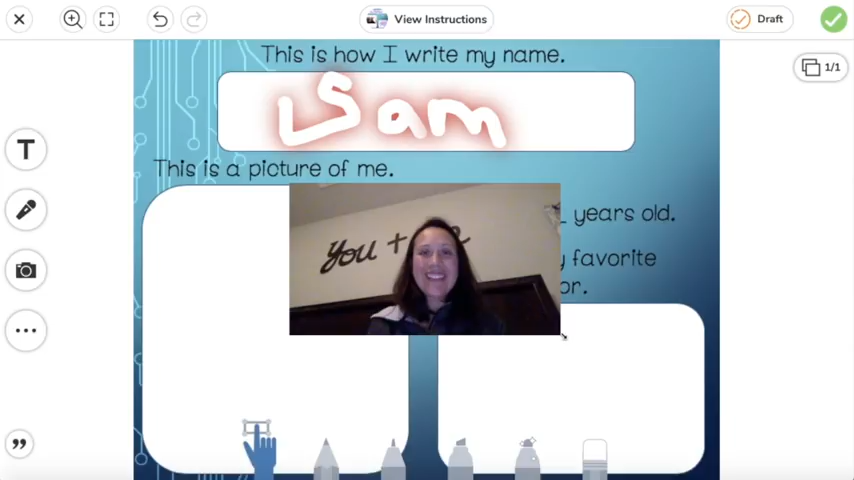 View Instructions
Draft
This is how I write my name.
1/1
Sam
T
This is a picture of me.
you +
years old.
favorite
or.